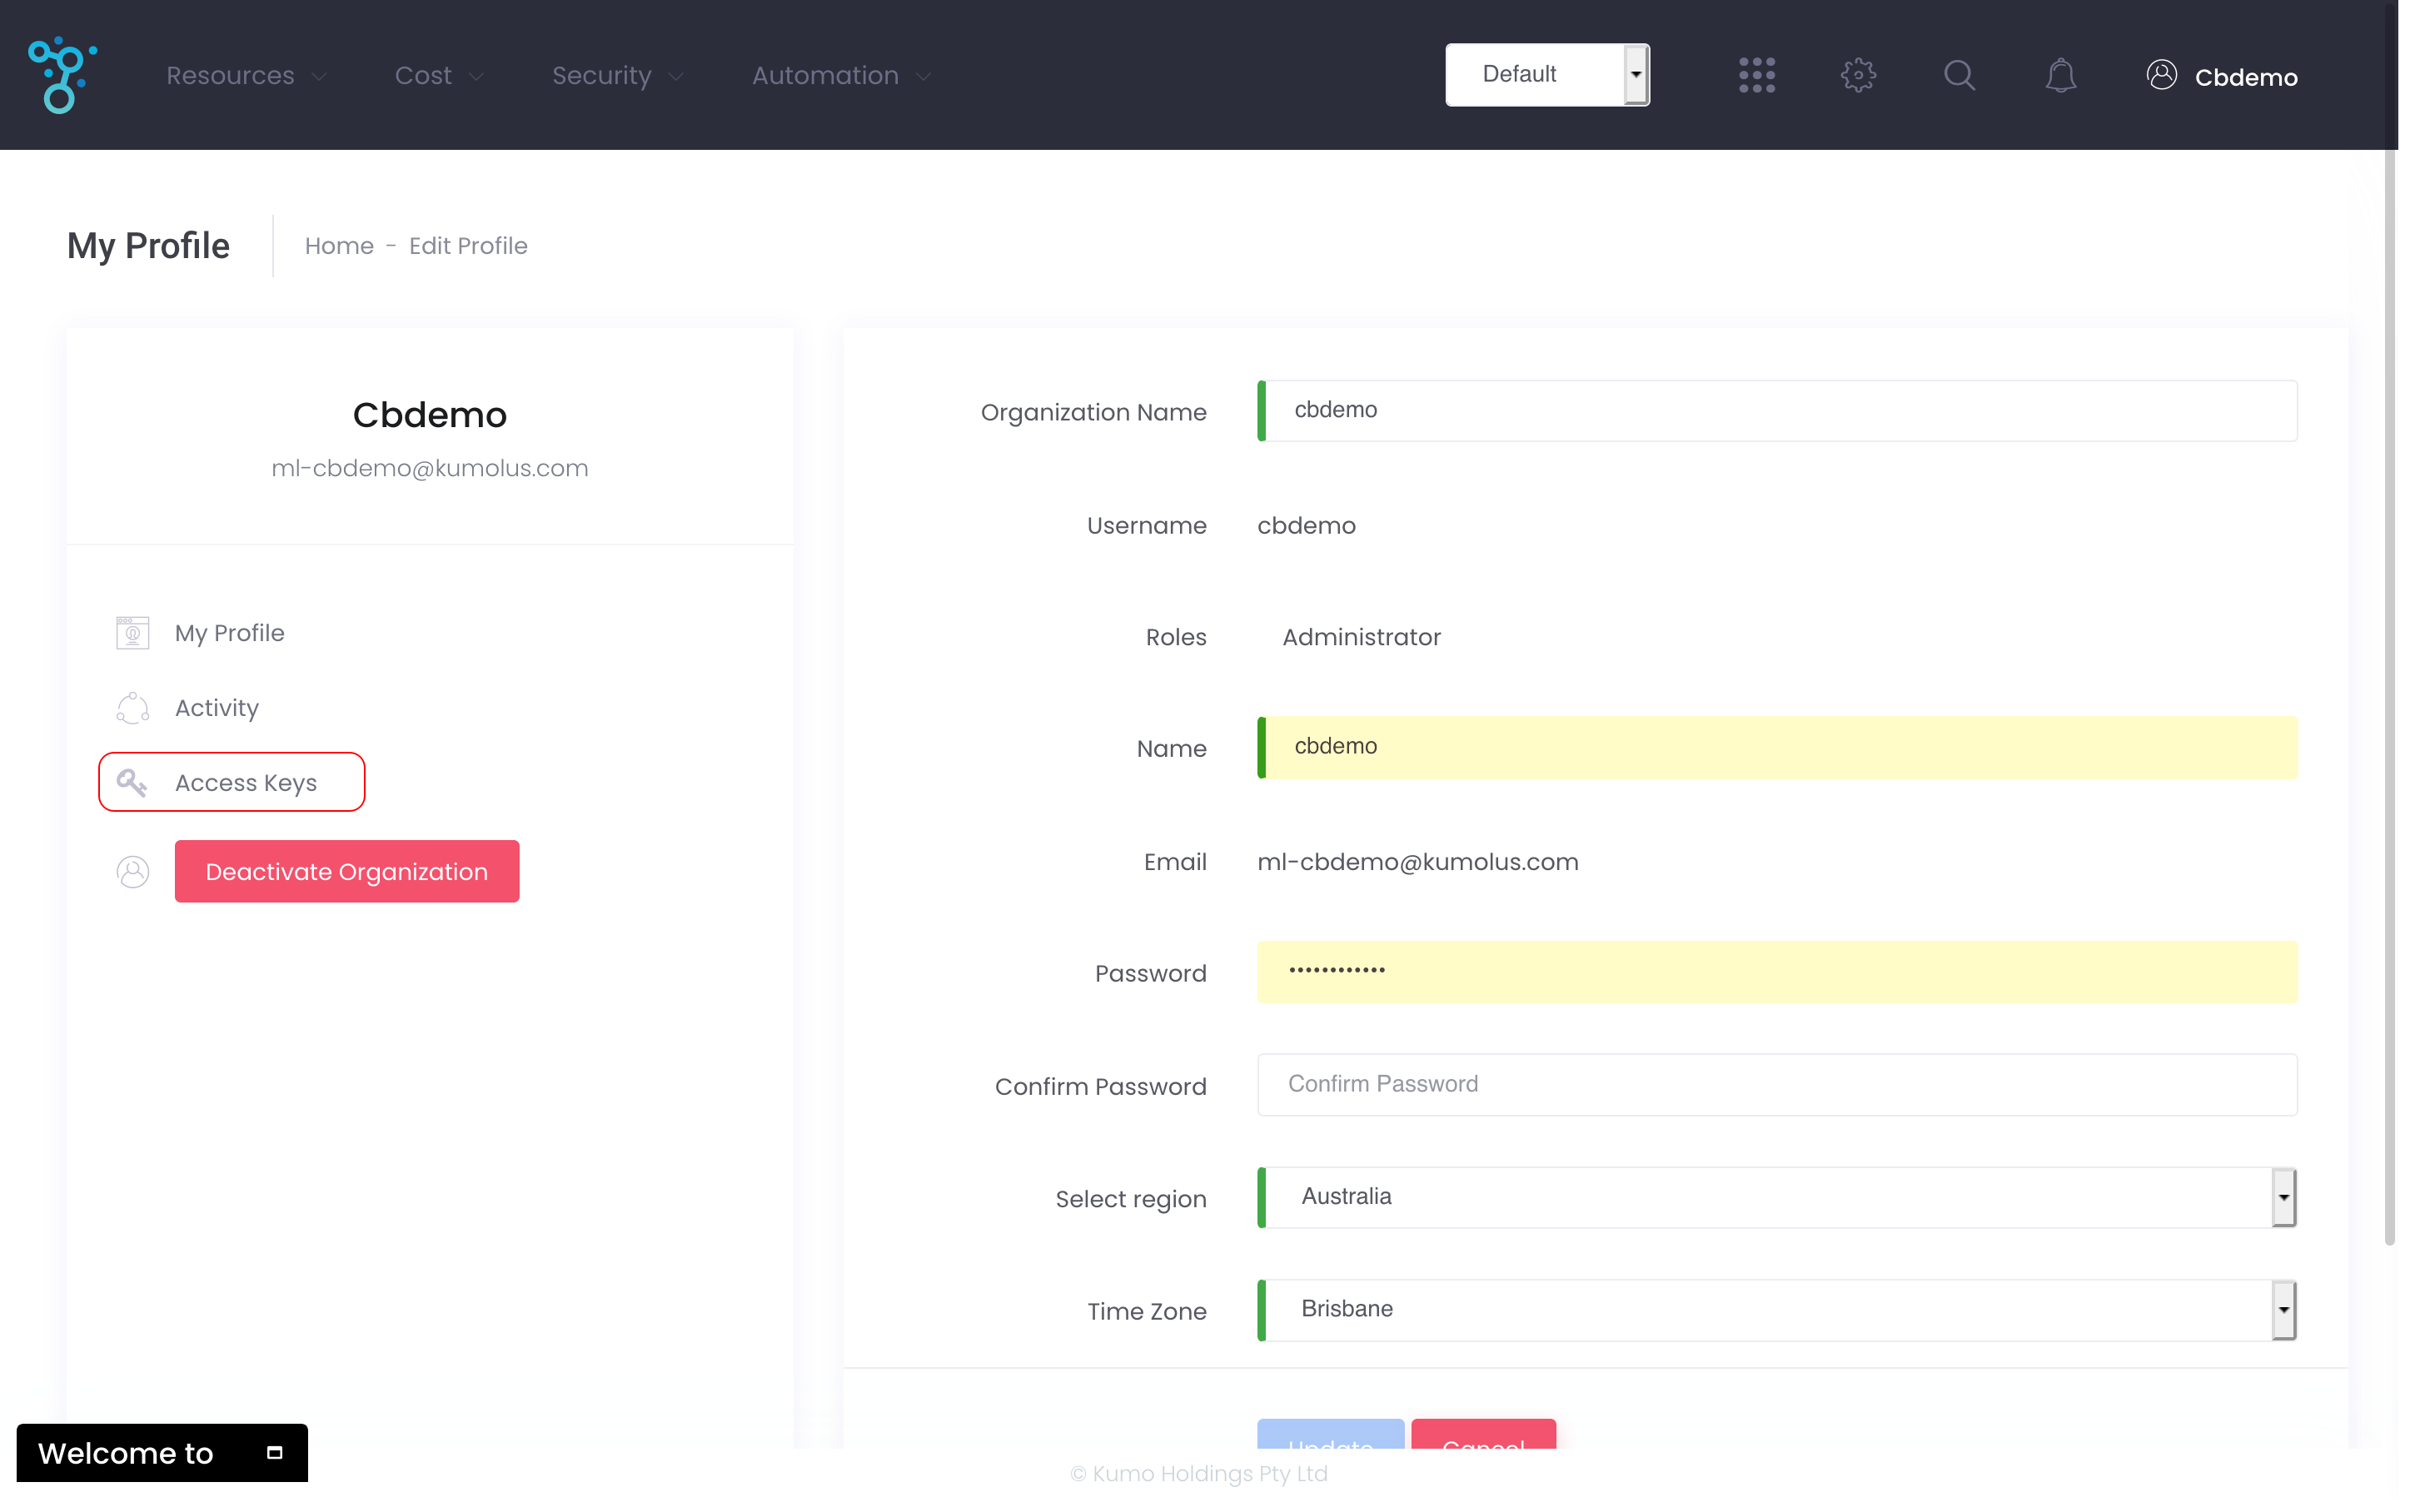 Resources Cost Security Automation Default Cbdemo
My Profile Home - Edit Profile
Cbdemo
ml-cbdemo@kumolus.com
My Profile
Activity
Access Keys
Deactivate Organization
Organization Name cbdemo
Username cbdemo
Roles Administrator
Name cbdemo
Email ml-cbdemo@kumolus.com
Password ••••••••••••
Confirm Password Confirm Password
Select region Australia
Time Zone Brisbane
Update Cancel
Welcome to
© Kumo Holdings Pty Ltd